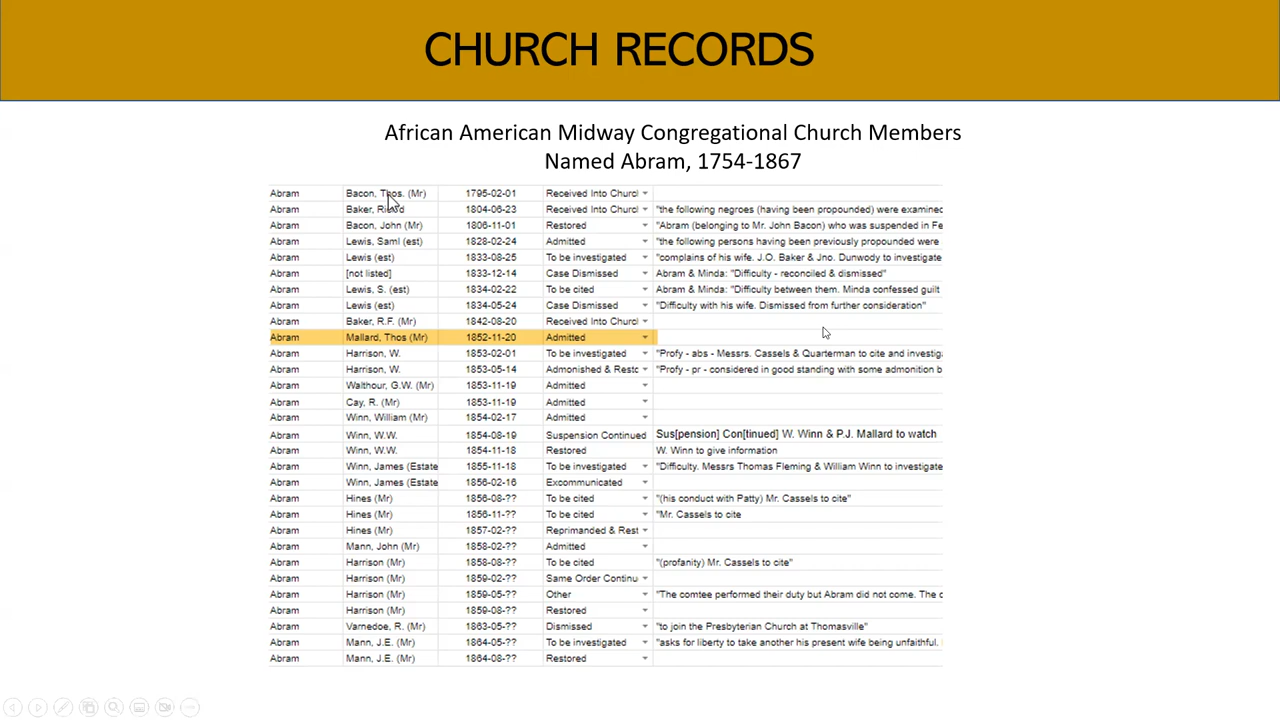 CHURCH RECORDS
African American Midway Congregational Church Members
Named Abram, 1754-1867
Abram Bacon, Thos. (Mr) 1795-02-01 Received Into Churcl
Abram Baker, 1804-06-23 Received Into Churcl "the following negroes (having been propounded) were examined
Abram Bacon, John (Mr) 1806-11-01 Restored "Abram (belonging to Mr. John Bacon) who was suspended in Fe
Abram Lewis, Saml (est) 1828-02-24 Admitted "the following persons having been previously propounded were
Abram Lewis (est) 1833-08-25 To be investigated "complains of his wife. J.O. Baker & Jno. Dunwody to investigate
Abram [not listed] 1833-12-14 Case Dismissed Abram & Minda: "Difficulty - reconciled & dismissed"
Abram Lewis, S. (est) 1834-02-22 To be cited Abram & Minda: "Difficulty between them. Minda confessed guilt
Abram Lewis (est) 1834-05-24 Case Dismissed "Difficulty with his wife. Dismissed from further consideration"
Abram Baker, R.F. (Mr) 1842-08-20 Received Into Churcl
Abram Mallard, Thos (Mr) 1852-11-20 Admitted
Abram Harrison, W. 1853-02-01 To be investigated "Profy - abs - Messrs. Cassels & Quarterman to cite and investig
Abram Harrison, W. 1853-05-14 Admonished & Restc "Profy - pr - considered in good standing with some admonition b
Abram Walthour, G.W. (Mr) 1853-11-19 Admitted
Abram Cay, R. (Mr) 1853-11-19 Admitted
Abram Winn, William (Mr) 1854-02-17 Admitted
Abram Winn, W.W. 1854-08-19 Suspension Continued Sus[pension] Con[tinued] W. Winn & P.J. Mallard to watch
Abram Winn, W.W. 1854-11-18 Restored W. Winn to give information
Abram Winn, James (Estate 1855-11-18 To be investigated "Difficulty. Messrs Thomas Fleming & William Winn to investigate
Abram Winn, James (Estate 1856-02-16 Excommunicated
Abram Hines (Mr) 1856-08-?? To be cited "(his conduct with Patty) Mr. Cassels to cite"
Abram Hines (Mr) 1856-11-?? To be cited "Mr. Cassels to cite
Abram Hines (Mr) 1857-02-?? Reprimanded & Rest
Abram Mann, John (Mr) 1858-02-?? Admitted
Abram Harrison (Mr) 1858-08-?? To be cited "(profanity) Mr. Cassels to cite"
Abram Harrison (Mr) 1859-02-?? Same Order Continu
Abram Harrison (Mr) 1859-05-?? Other "The comtee performed their duty but Abram did not come. The c
Abram Harrison (Mr) 1859-08-?? Restored
Abram Varnedoe, R. (Mr) 1863-05-?? Dismissed "to join the Presbyterian Church at Thomasville"
Abram Mann, J.E. (Mr) 1864-05-?? To be investigated "asks for liberty to take another his present wife being unfaithful.
Abram Mann, J.E. (Mr) 1864-08-?? Restored